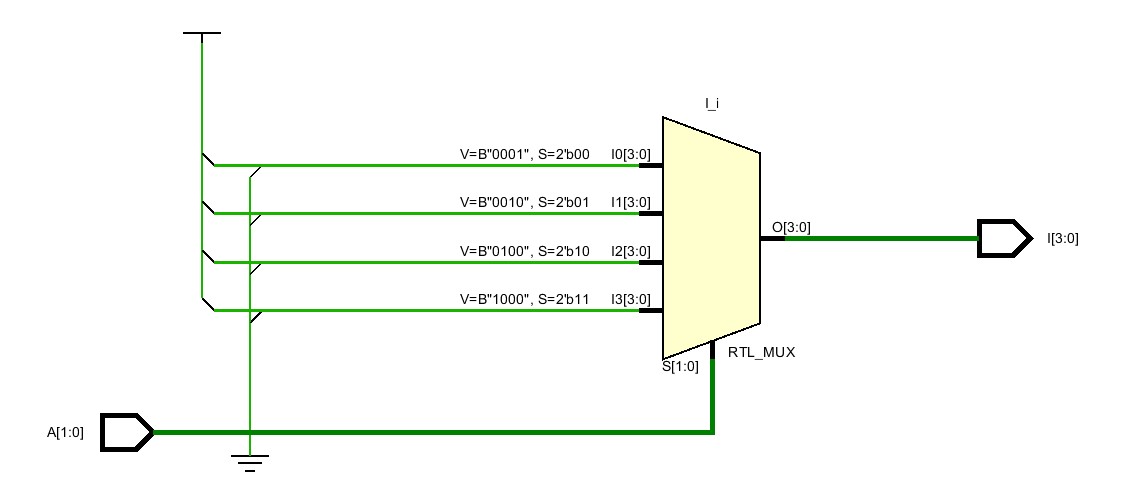 I_i
V=B"0001", S=2'b00 I0[3:0]
V=B"0010", S=2'b01 I1[3:0]
O[3:0]
I[3:0]
V=B"0100", S=2'b10 I2[3:0]
V=B"1000", S=2'b11 I3[3:0]
RTL_MUX
S[1:0]
A[1:0]